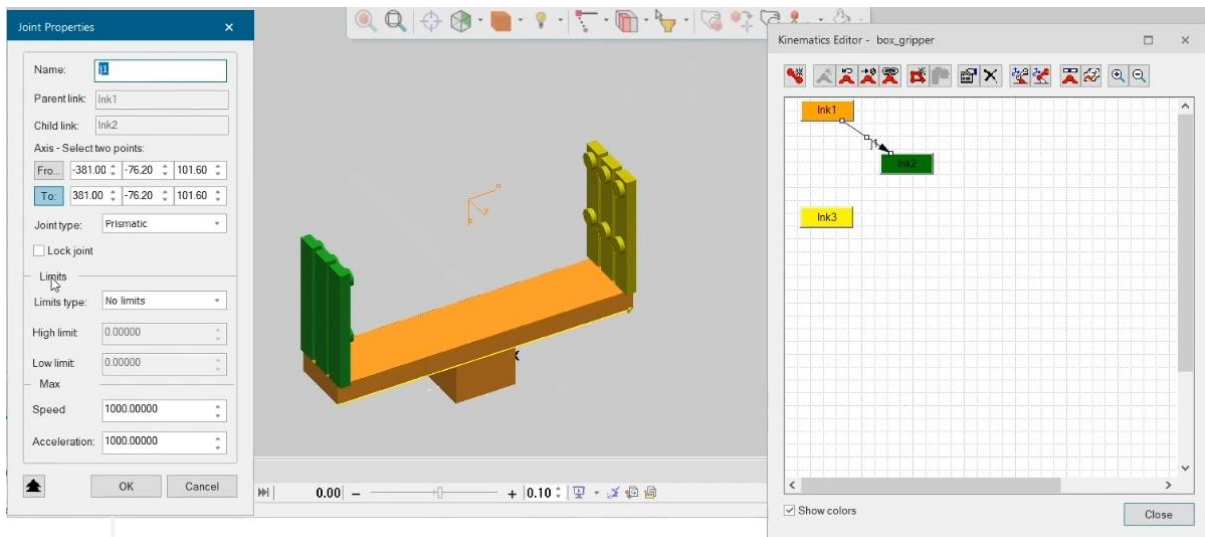 Joint Properties
Name: j1
Parent link: lnk1
Child link: lnk2
Axis - Select two points:
Fro... -381.00 -76.20 101.60
To: 381.00 -76.20 101.60
Joint type: Prismatic
Lock joint
Limits
Limits type: No limits
High limit: 0.00000
Low limit: 0.00000
Max
Speed 1000.00000
Acceleration: 1000.00000
OK Cancel
0.00 − + 0.10
Kinematics Editor - box_gripper
lnk1
j1
lnk2
lnk3
Show colors
Close